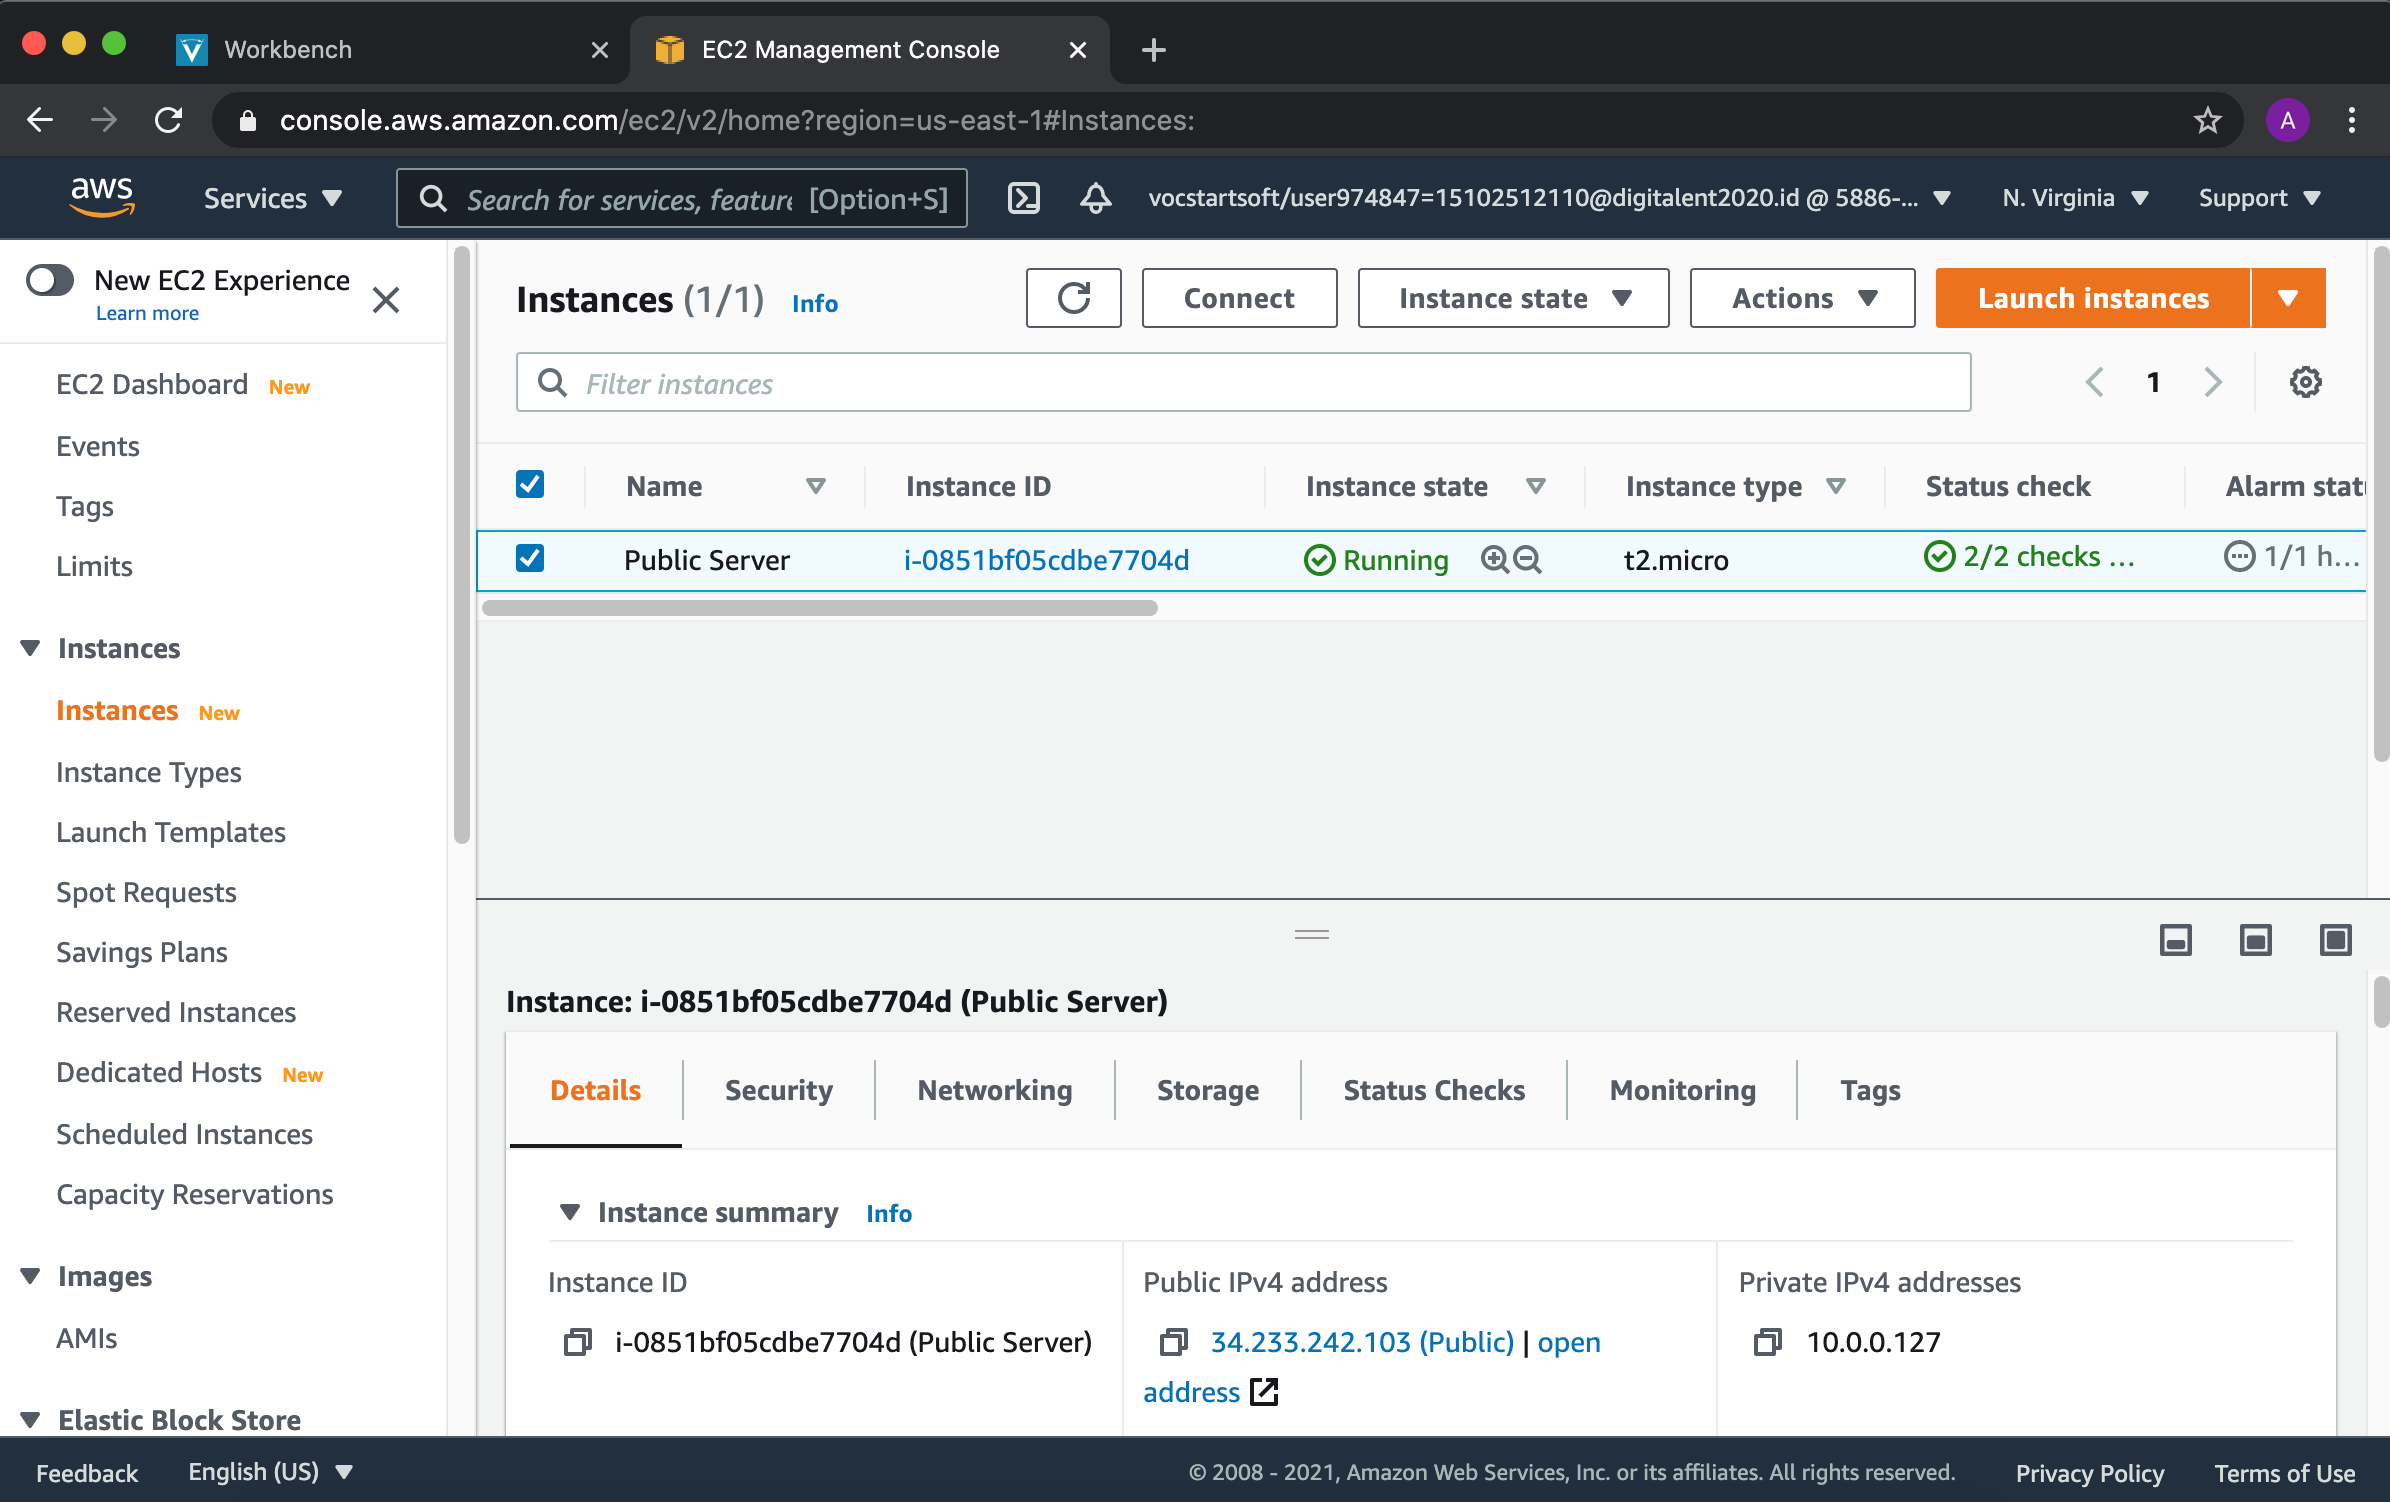 Workbench
EC2 Management Console
console.aws.amazon.com/ec2/v2/home?region=us-east-1#Instances:
A
aws
Services
Search for services, feature [Option+S]
vocstartsoft/user974847=15102512110@digitalent2020.id @ 5886-...
N. Virginia
Support
New EC2 Experience
Learn more
EC2 Dashboard New
Events
Tags
Limits
Instances
Instances New
Instance Types
Launch Templates
Spot Requests
Savings Plans
Reserved Instances
Dedicated Hosts New
Scheduled Instances
Capacity Reservations
Images
AMIs
Elastic Block Store
Instances (1/1) Info
Connect
Instance state
Actions
Launch instances
Filter instances
1
Name Instance ID Instance state Instance type Status check Alarm stat
Public Server i-0851bf05cdbe7704d Running t2.micro 2/2 checks ... 1/1 h...
Instance: i-0851bf05cdbe7704d (Public Server)
Details Security Networking Storage Status Checks Monitoring Tags
Instance summary Info
Instance ID
i-0851bf05cdbe7704d (Public Server)
Public IPv4 address
34.233.242.103 (Public) | open
address
Private IPv4 addresses
10.0.0.127
Feedback
English (US)
© 2008 - 2021, Amazon Web Services, Inc. or its affiliates. All rights reserved.
Privacy Policy
Terms of Use